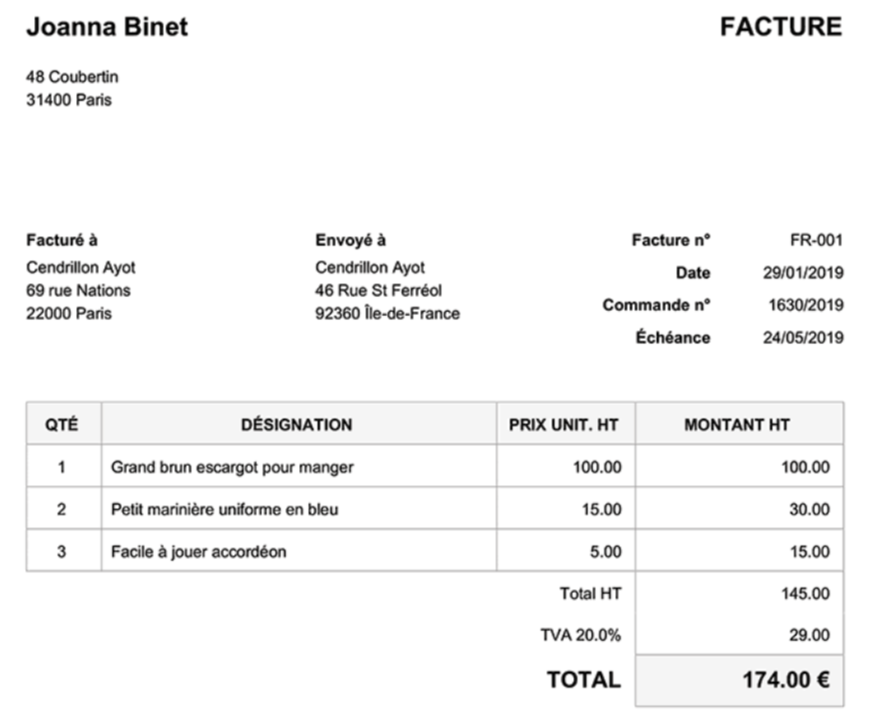 Joanna Binet
FACTURE
48 Coubertin
31400 Paris
Facturé à
Cendrillon Ayot
69 rue Nations
22000 Paris
Envoyé à
Cendrillon Ayot
46 Rue St Ferréol
92360 Île-de-France
Facture n° FR-001
Date 29/01/2019
Commande n° 1630/2019
Échéance 24/05/2019
QTÉ DÉSIGNATION PRIX UNIT. HT MONTANT HT
1 Grand brun escargot pour manger 100.00 100.00
2 Petit marinière uniforme en bleu 15.00 30.00
3 Facile à jouer accordéon 5.00 15.00
Total HT 145.00
TVA 20.0% 29.00
TOTAL 174.00 €